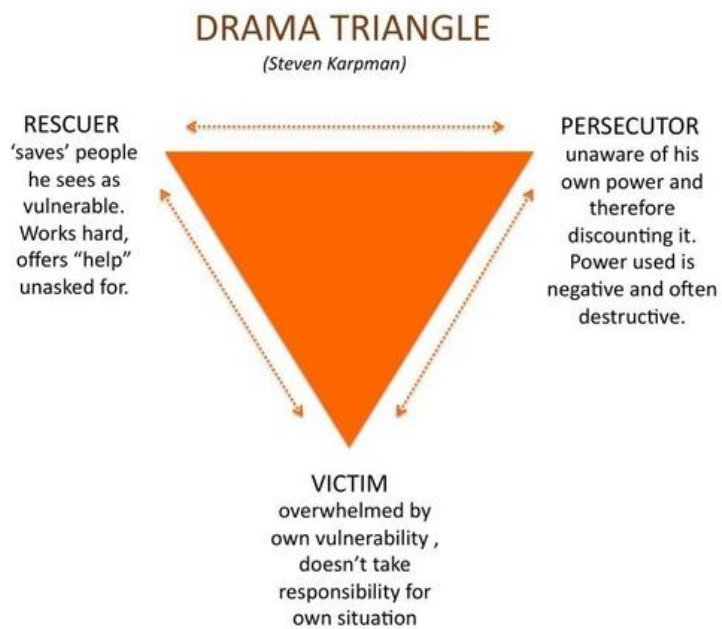 DRAMA TRIANGLE
(Steven Karpman)
RESCUER
‘saves’ people
he sees as
vulnerable.
Works hard,
offers “help”
unasked for.
PERSECUTOR
unaware of his
own power and
therefore
discounting it.
Power used is
negative and often
destructive.
VICTIM
overwhelmed by
own vulnerability ,
doesn’t take
responsibility for
own situation